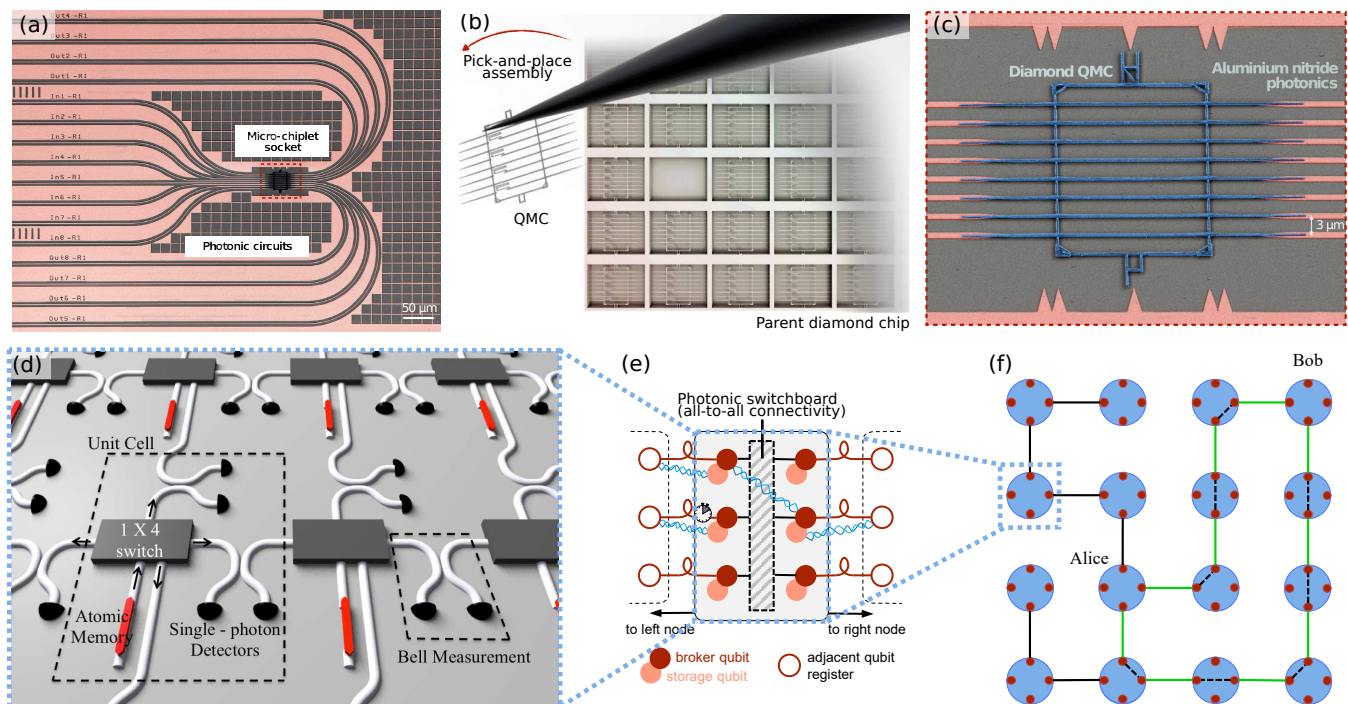 (a)
Out4-R1
Out3-R1
Out2-R1
Out1-R1
In1-R1
In2-R1
In3-R1
In4-R1
In5-R1
In6-R1
In7-R1
In8-R1
Out8-R1
Out7-R1
Out6-R1
Out5-R1
Micro-chiplet
socket
Photonic circuits
50 μm
(b)
Pick-and-place
assembly
QMC
Parent diamond chip
(c)
Diamond QMC
Aluminium nitride
photonics
3 μm
(d)
Unit Cell
1 X 4
switch
Atomic
Memory
Single - photon
Detectors
Bell Measurement
(e)
Photonic switchboard
(all-to-all connectivity)
to left node
to right node
broker qubit
storage qubit
adjacent qubit
register
(f)
Bob
Alice